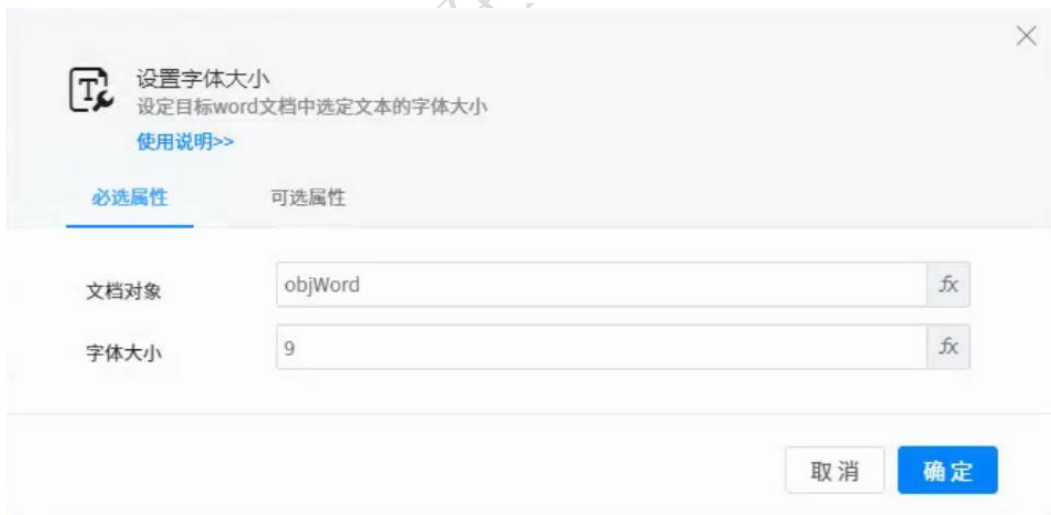 设置字体大小
设定目标word文档中选定文本的字体大小
使用说明>>
必选属性 可选属性
文档对象 objWord fx
字体大小 9 fx
取消 确定